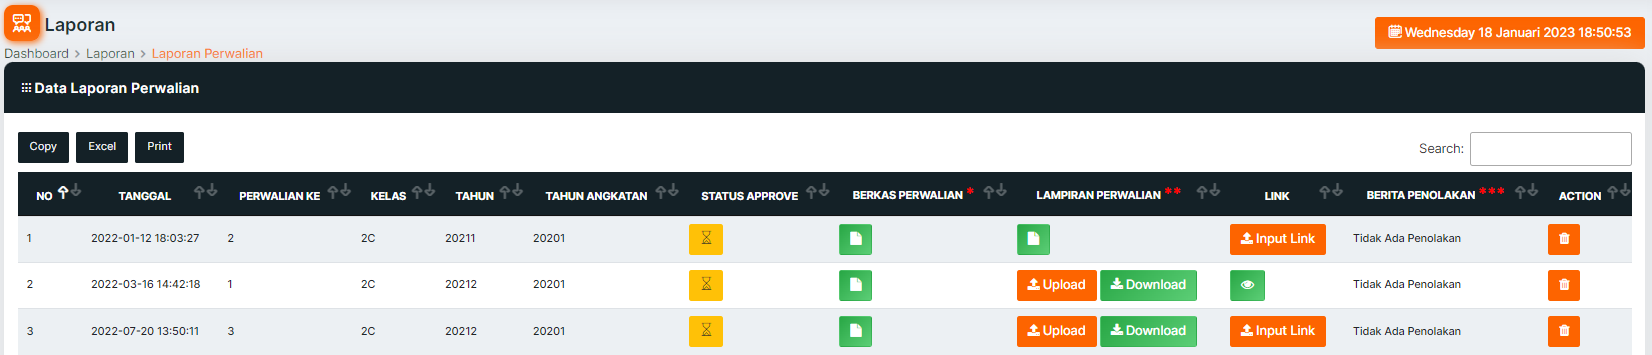 Laporan
Wednesday 18 Januari 2023 18:50:53
Dashboard > Laporan > Laporan Perwalian
Data Laporan Perwalian
Copy Excel Print Search:
NO TANGGAL PERWALIAN KE KELAS TAHUN TAHUN ANGKATAN STATUS APPROVE BERKAS PERWALIAN * LAMPIRAN PERWALIAN ** LINK BERITA PENOLAKAN *** ACTION
1 2022-01-12 18:03:27 2 2C 20211 20201 Input Link Tidak Ada Penolakan
2 2022-03-16 14:42:18 1 2C 20212 20201 Upload Download Tidak Ada Penolakan
3 2022-07-20 13:50:11 3 2C 20212 20201 Upload Download Input Link Tidak Ada Penolakan